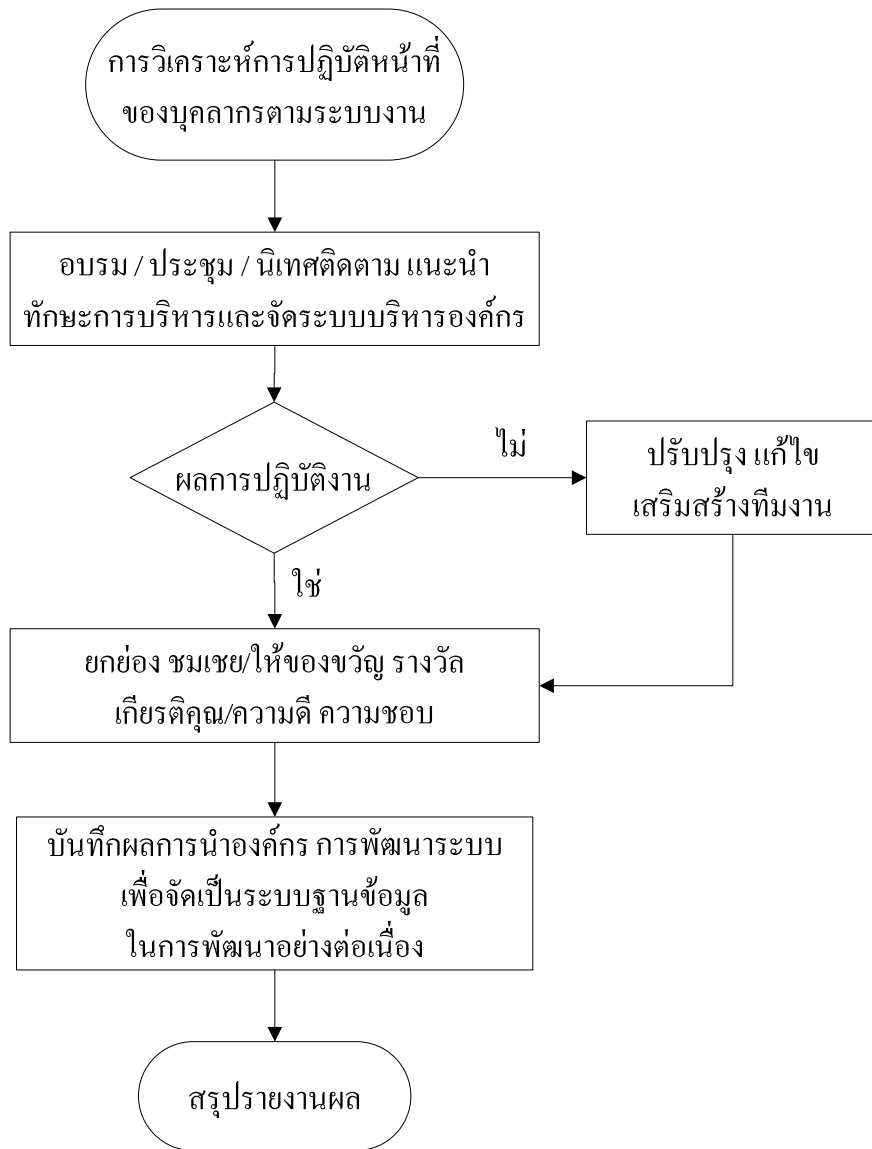 การวิเคราะห์การปฏิบัติหน้าที่
ของบุคลากรตามระบบงาน
อบรม / ประชุม / นิเทศติดตาม แนะนำ
ทักษะการบริหารและจัดระบบบริหารองค์กร
ผลการปฏิบัติงาน
ไม่
ปรับปรุง แก้ไข
เสริมสร้างทีมงาน
ใช่
ยกย่อง ชมเชย/ให้ของขวัญ รางวัล
เกียรติคุณ/ความดี ความชอบ
บันทึกผลการนำองค์กร การพัฒนาระบบ
เพื่อจัดเป็นระบบฐานข้อมูล
ในการพัฒนาอย่างต่อเนื่อง
สรุปรายงานผล